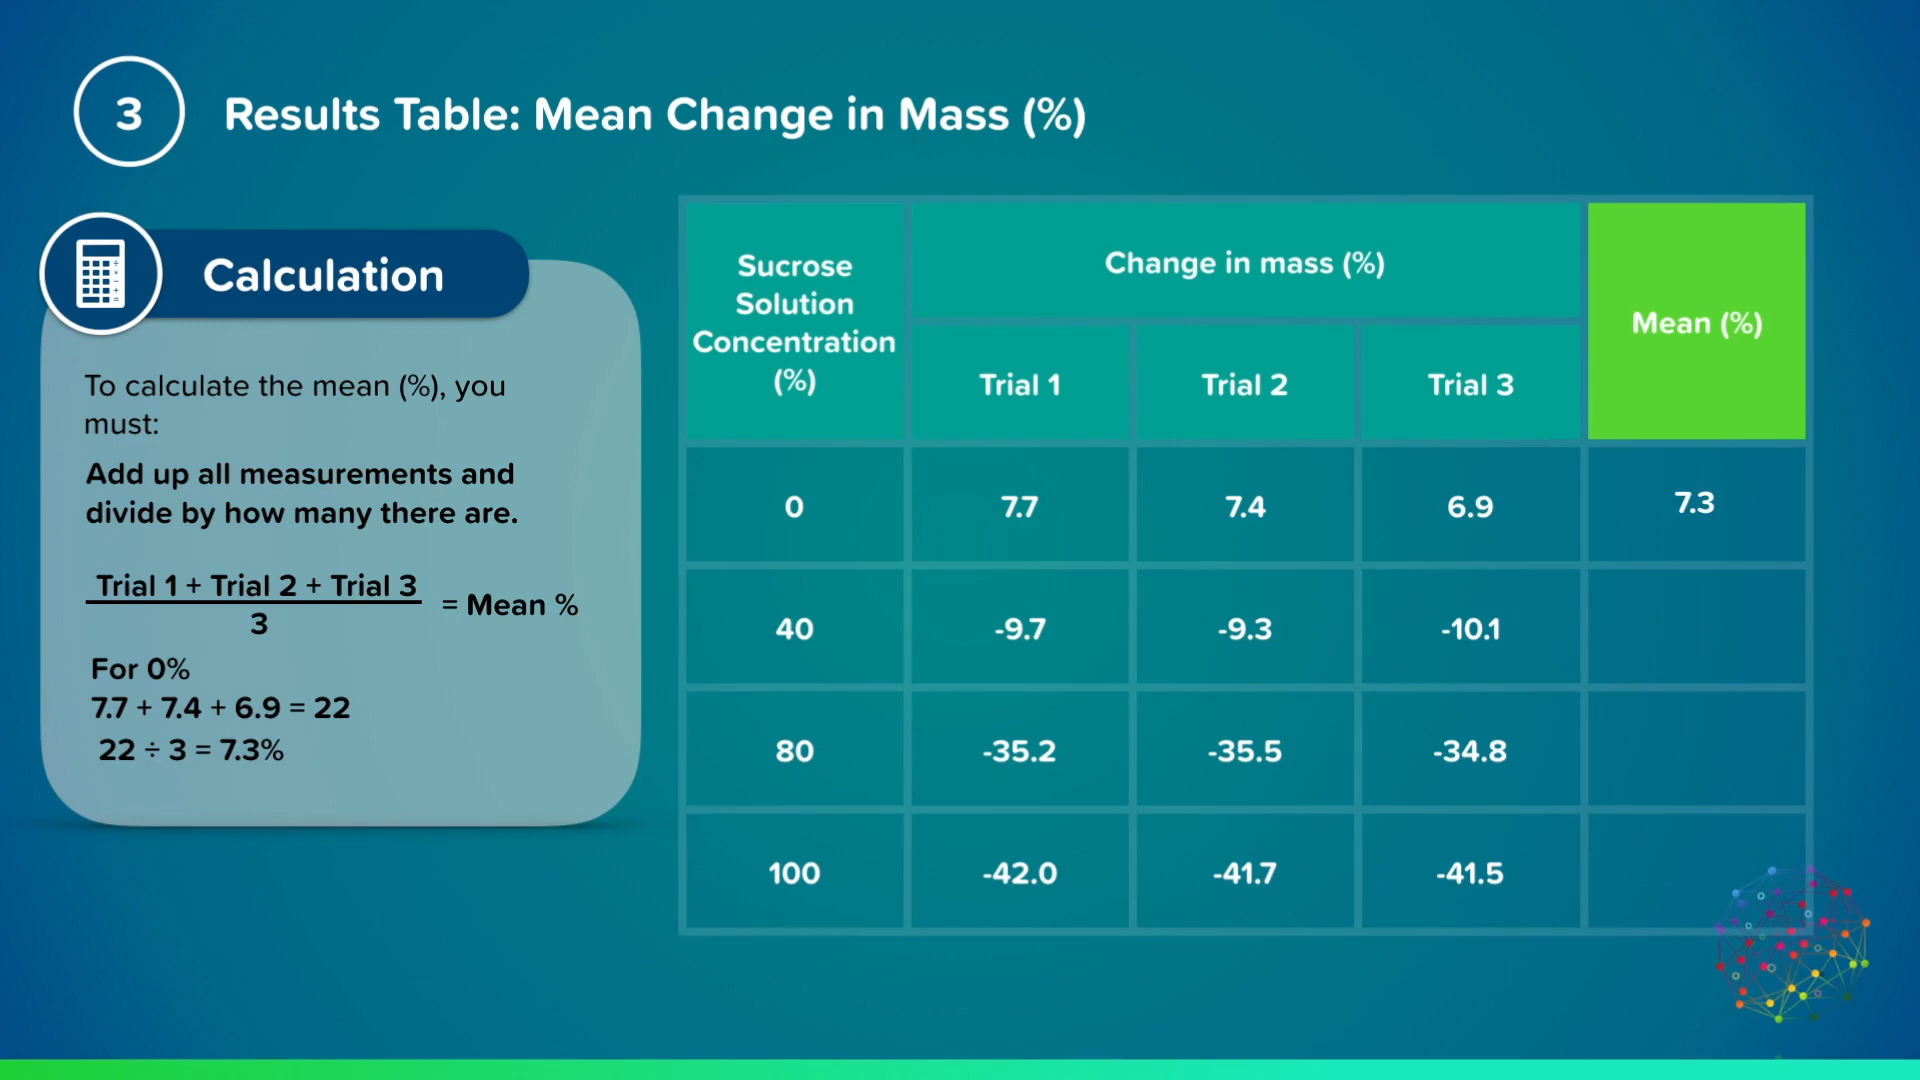 3
Results Table: Mean Change in Mass (%)
Calculation
To calculate the mean (%), you
must:
Add up all measurements and
divide by how many there are.
Trial 1 + Trial 2 + Trial 3
3
= Mean %
For 0%
7.7 + 7.4 + 6.9 = 22
22 ÷ 3 = 7.3%
Sucrose
Solution
Concentration
(%)
Change in mass (%)
Mean (%)
Trial 1 Trial 2 Trial 3
0 7.7 7.4 6.9 7.3
40 -9.7 -9.3 -10.1
80 -35.2 -35.5 -34.8
100 -42.0 -41.7 -41.5